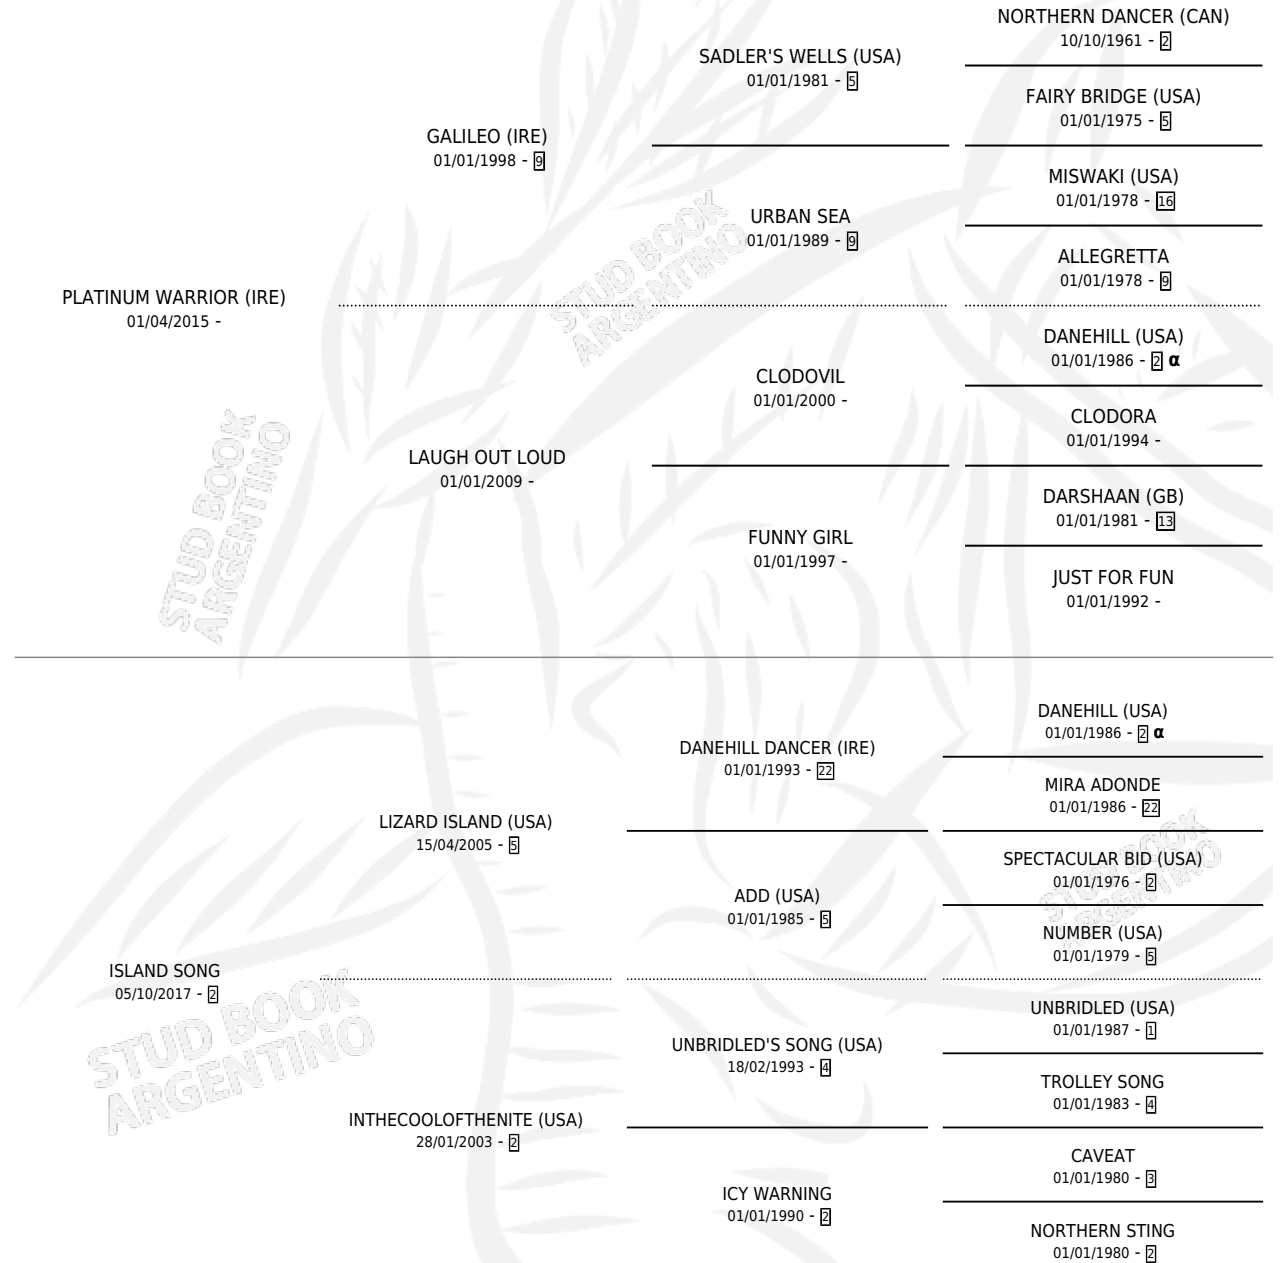 NORTHERN DANCER (CAN)
10/10/1961 - 2
SADLER'S WELLS (USA)
01/01/1981 - 5
FAIRY BRIDGE (USA)
01/01/1975 - 5
GALILEO (IRE)
01/01/1998 - 9
MISWAKI (USA)
01/01/1978 - 16
URBAN SEA
01/01/1989 - 9
ALLEGRETTA
01/01/1978 - 9
PLATINUM WARRIOR (IRE)
01/04/2015 -
DANEHILL (USA)
01/01/1986 - 2 α
CLODOVIL
01/01/2000 -
CLODORA
01/01/1994 -
LAUGH OUT LOUD
01/01/2009 -
DARSHAAN (GB)
01/01/1981 - 13
FUNNY GIRL
01/01/1997 -
JUST FOR FUN
01/01/1992 -
DANEHILL (USA)
01/01/1986 - 2 α
DANEHILL DANCER (IRE)
01/01/1993 - 22
MIRA ADONDE
01/01/1986 - 22
LIZARD ISLAND (USA)
15/04/2005 - 5
SPECTACULAR BID (USA)
01/01/1976 - 2
ADD (USA)
01/01/1985 - 5
NUMBER (USA)
01/01/1979 - 5
ISLAND SONG
05/10/2017 - 2
UNBRIDLED (USA)
01/01/1987 - 1
UNBRIDLED'S SONG (USA)
18/02/1993 - 4
TROLLEY SONG
01/01/1983 - 4
INTHECOOLOFTHENITE (USA)
28/01/2003 - 2
CAVEAT
01/01/1980 - 3
ICY WARNING
01/01/1990 - 2
NORTHERN STING
01/01/1980 - 2
STUD BOOK
ARGENTINO
STUD BOOK
ARGENTINO
STUD BOOK
ARGENTINO
STUD BOOK
ARGENTINO